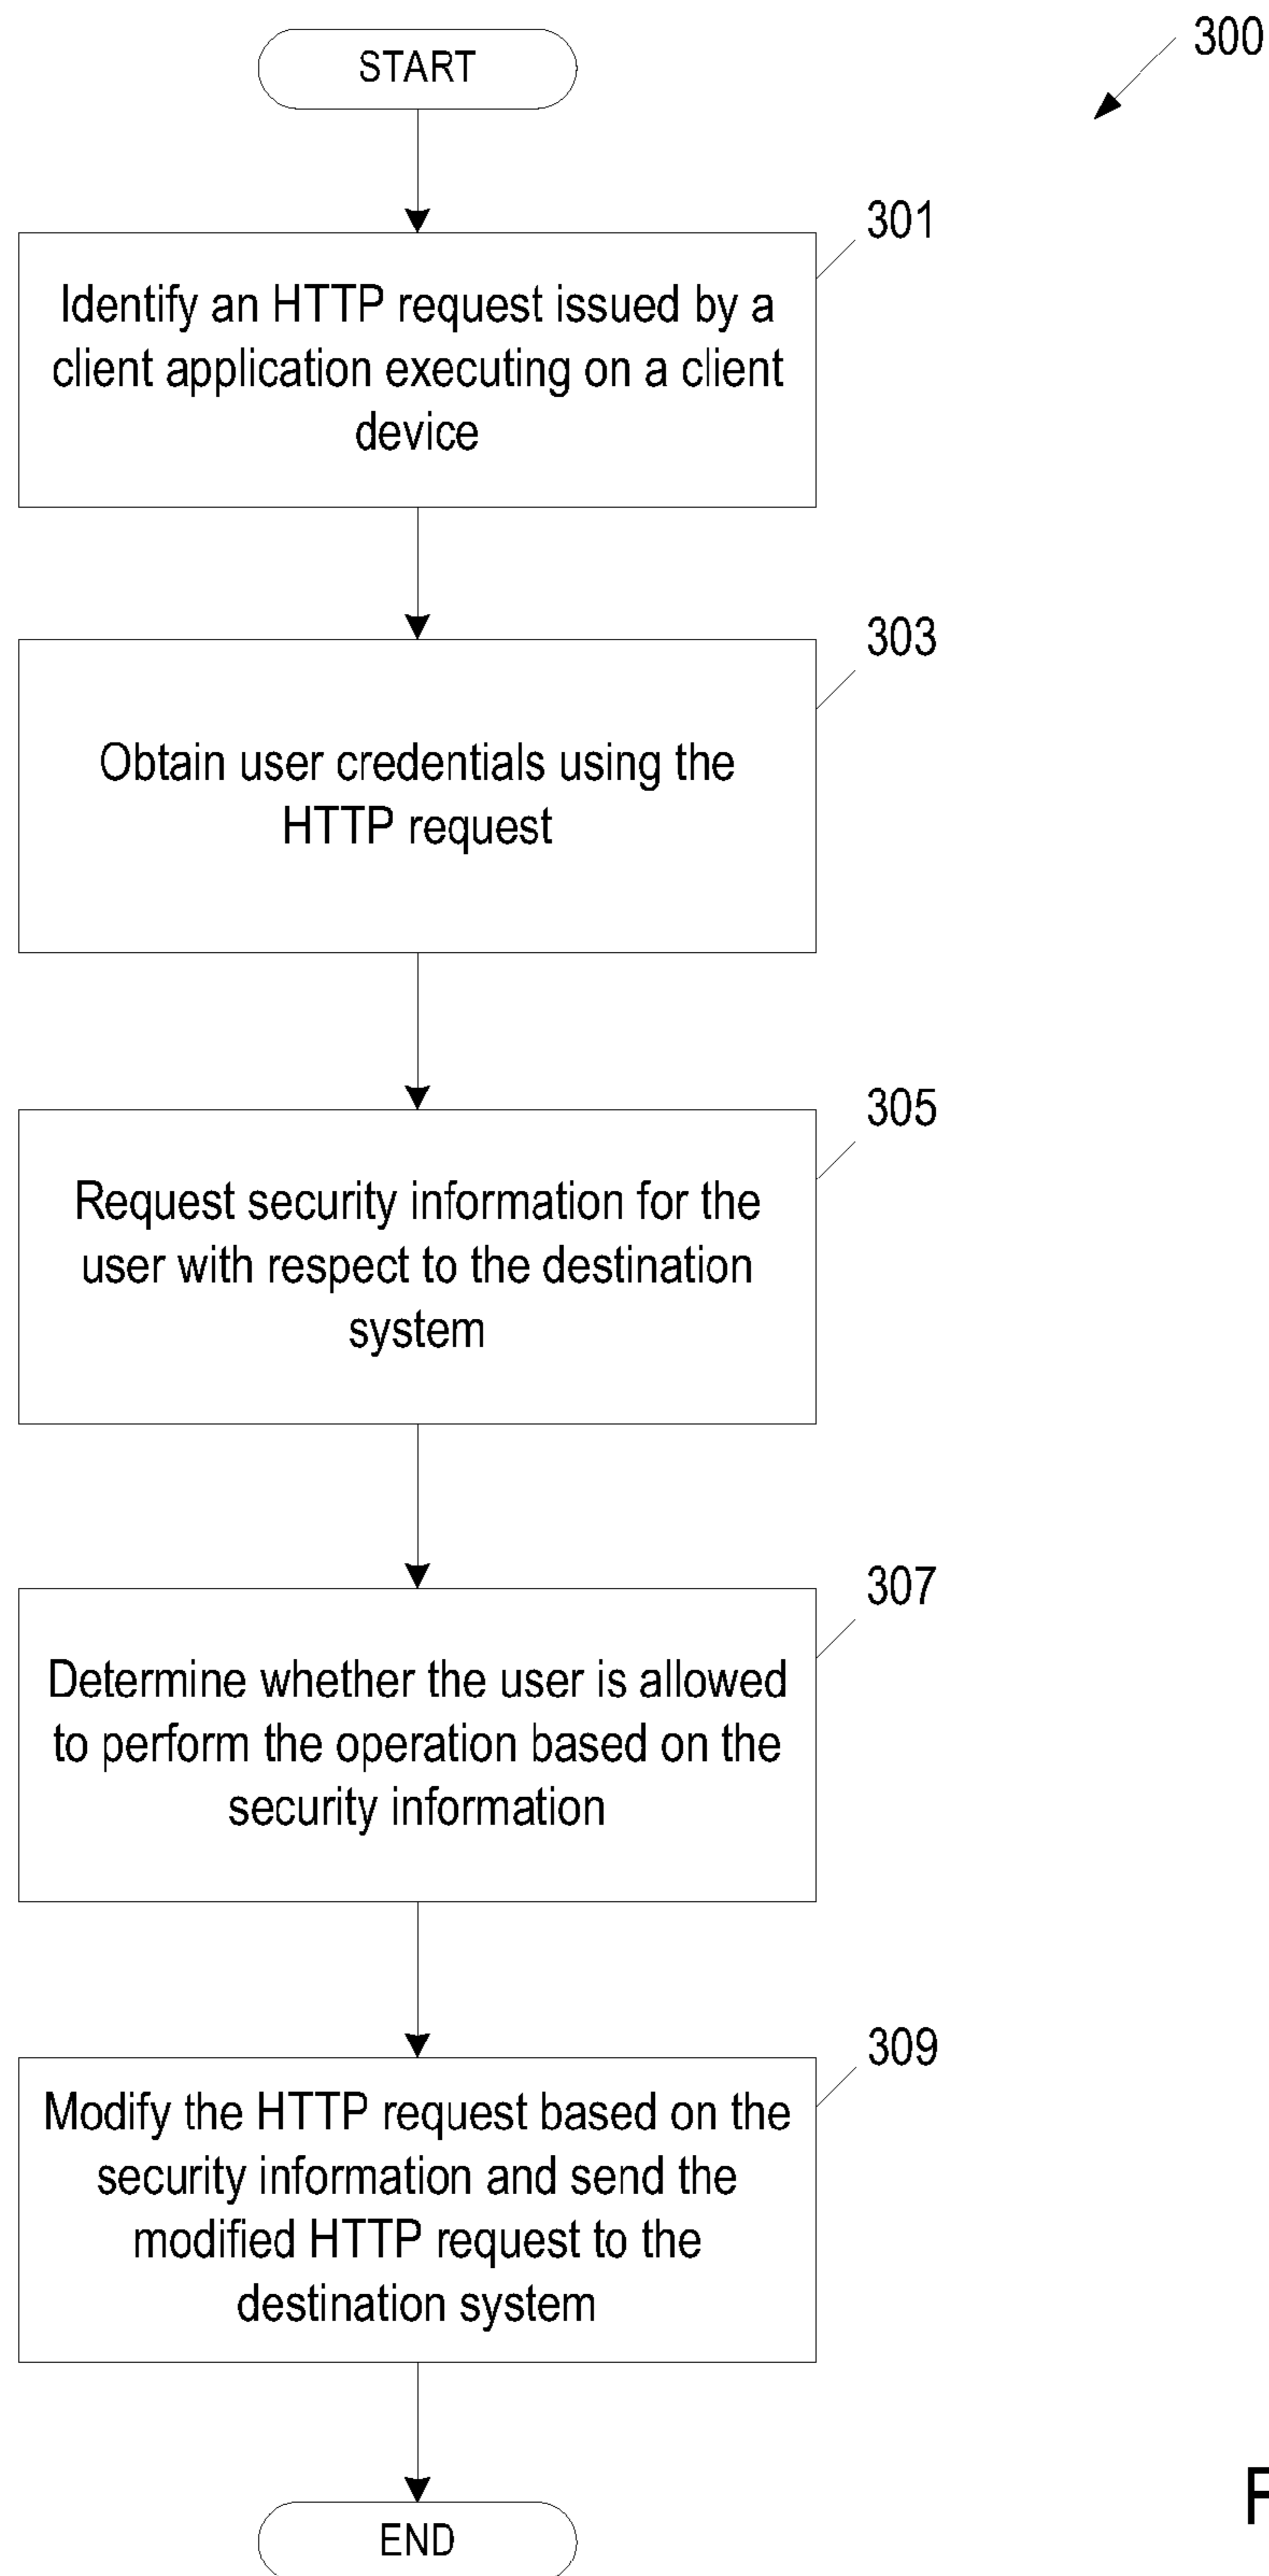 START
300
301
Identify an HTTP request issued by a
client application executing on a client
device
303
Obtain user credentials using the
HTTP request
305
Request security information for the
user with respect to the destination
system
307
Determine whether the user is allowed
to perform the operation based on the
security information
309
Modify the HTTP request based on the
security information and send the
modified HTTP request to the
destination system
END